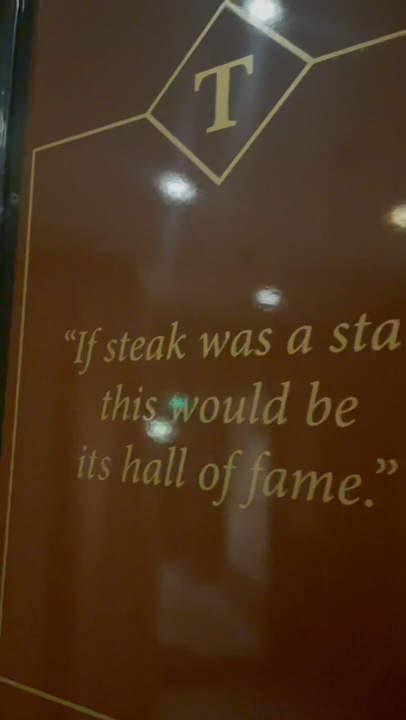 T
“If steak was a sta
this would be
its hall of fame.”